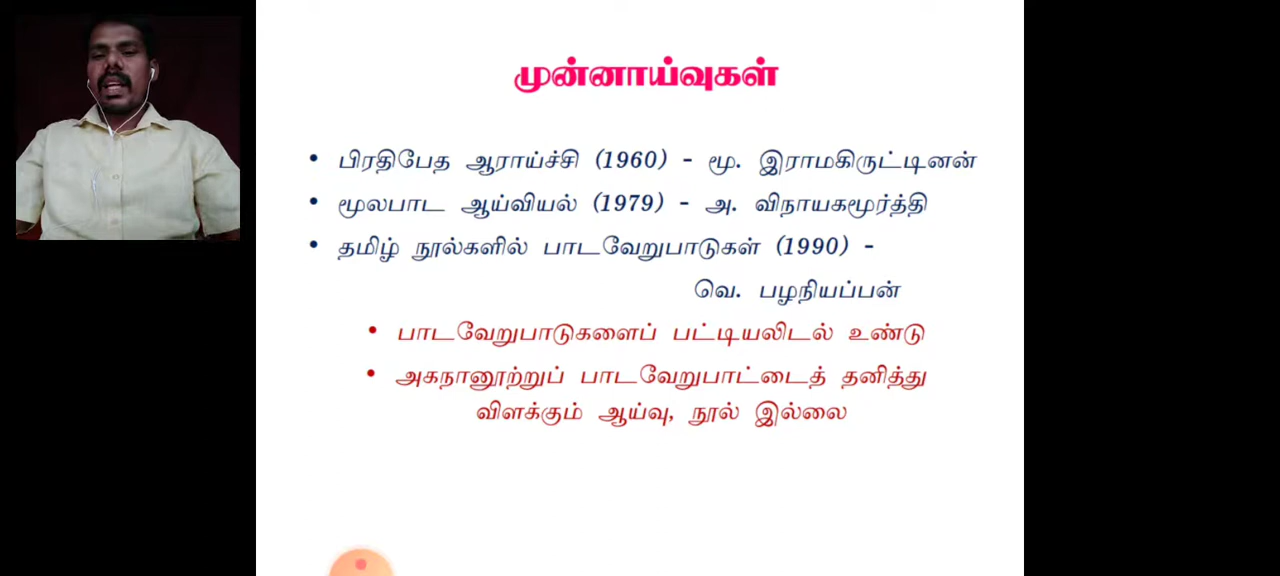 முன்னாய்வுகள்
• பிரதிபேத ஆராய்ச்சி (1960) - மூ. இராமகிருட்டினன்
• மூலபாட ஆய்வியல் (1979) - அ. விநாயகமூர்த்தி
• தமிழ் நூல்களில் பாடவேறுபாடுகள் (1990) -
வெ. பழநியப்பன்
• பாடவேறுபாடுகளைப் பட்டியலிடல் உண்டு
• அகநானூற்றுப் பாடவேறுபாட்டைத் தனித்து
விளக்கும் ஆய்வு, நூல் இல்லை